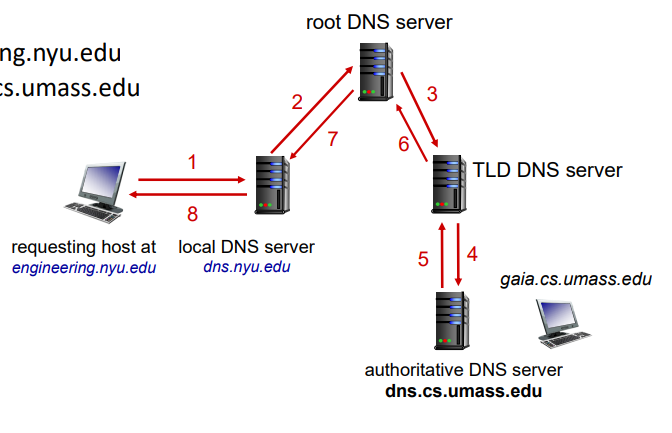 root DNS server
ng.nyu.edu
cs.umass.edu
2
3
7
6
1
TLD DNS server
8
requesting host at
engineering.nyu.edu
local DNS server
dns.nyu.edu
5
4
gaia.cs.umass.edu
authoritative DNS server
dns.cs.umass.edu